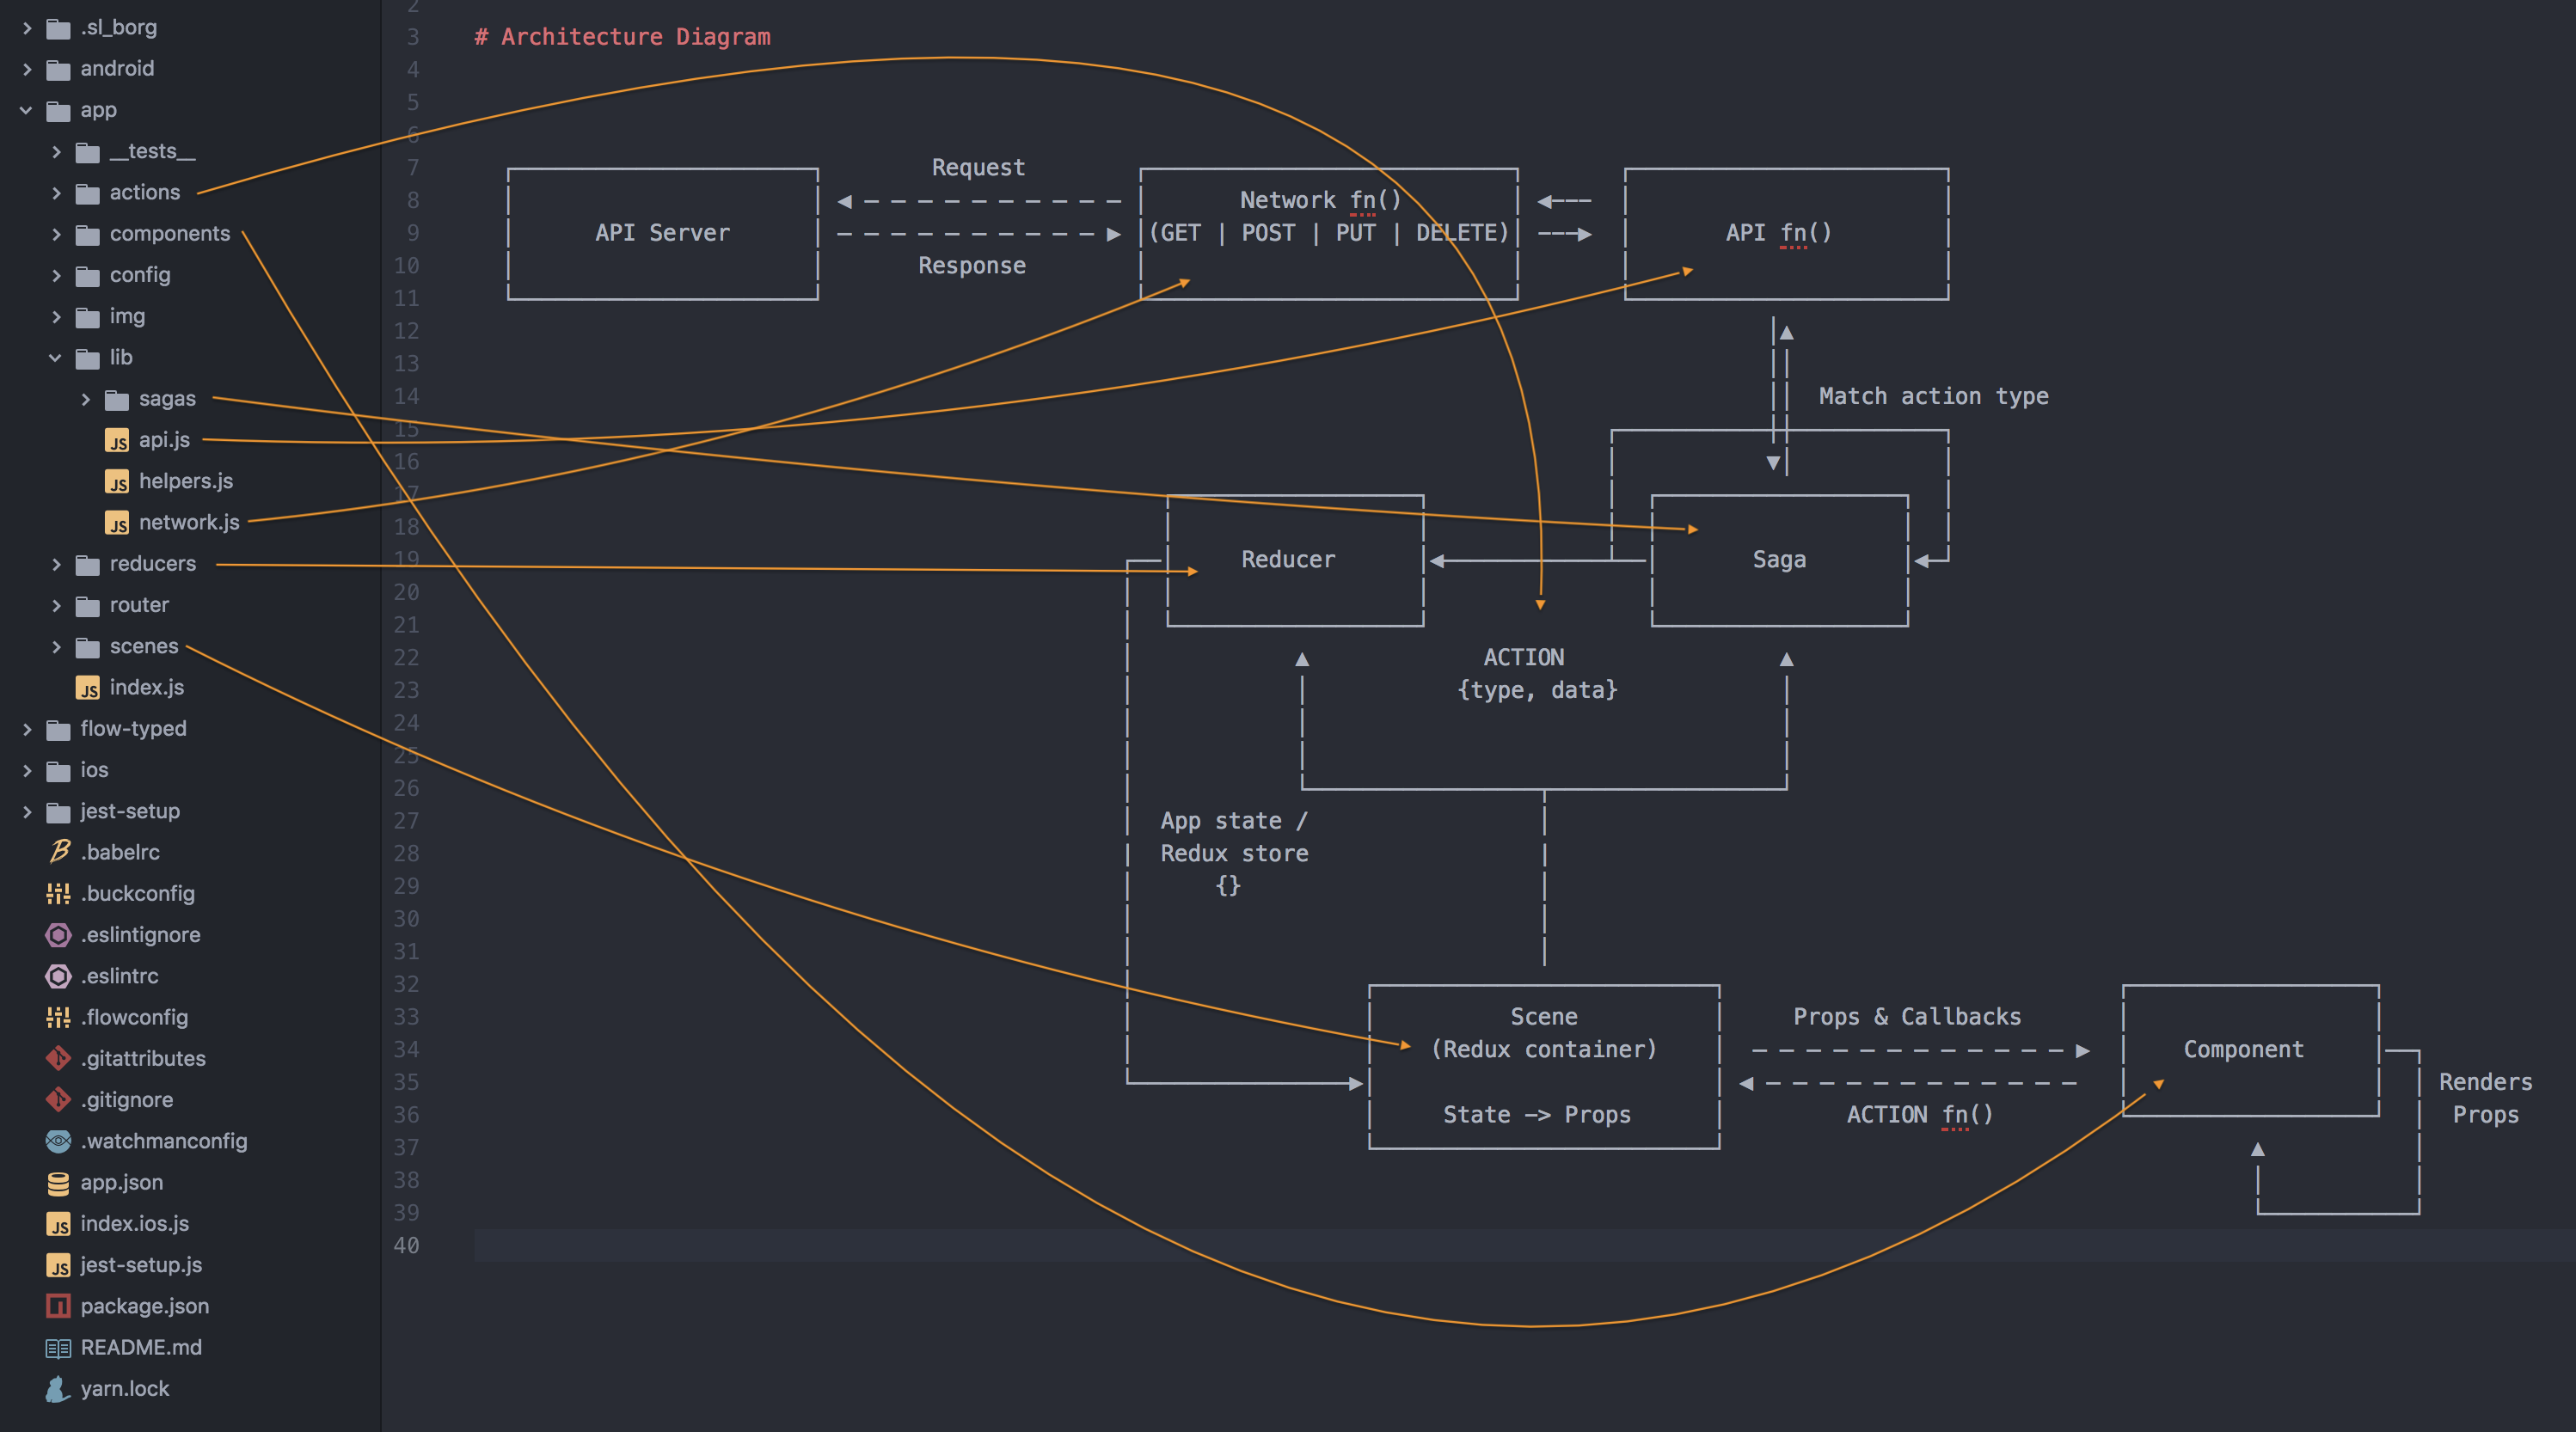 .sl_borg
android
app
__tests__
actions
components
config
img
lib
sagas
api.js
helpers.js
network.js
reducers
router
scenes
index.js
flow-typed
ios
jest-setup
.babelrc
.buckconfig
.eslintignore
.eslintrc
.flowconfig
.gitattributes
.gitignore
.watchmanconfig
app.json
index.ios.js
jest-setup.js
package.json
README.md
yarn.lock
2
3 # Architecture Diagram
4
5
6
7 Request
8 Network fn()
9 API Server (GET | POST | PUT | DELETE) API fn()
10 Response
11
12
13
14 Match action type
15
16
17
18
19 Reducer Saga
20
21
22 ACTION
23 {type, data}
24
25
26
27 App state /
28 Redux store
29 {}
30
31
32
33 Scene Props & Callbacks
34 (Redux container) Component
35 Renders
36 State —> Props ACTION fn() Props
37
38
39
40